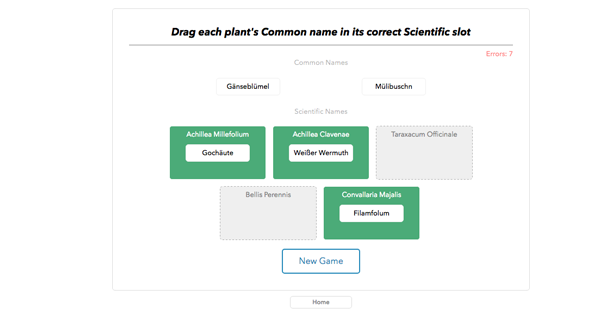 Drag each plant's Common name in its correct Scientific slot
Errors: 7
Common Names
Gänseblümel
Mülibuschn
Scientific Names
Achillea Millefolium
Achillea Clavenae
Taraxacum Officinale
Gochäute
Weißer Wermuth
Bellis Perennis
Convallaria Majalis
Filamfolum
New Game
Home